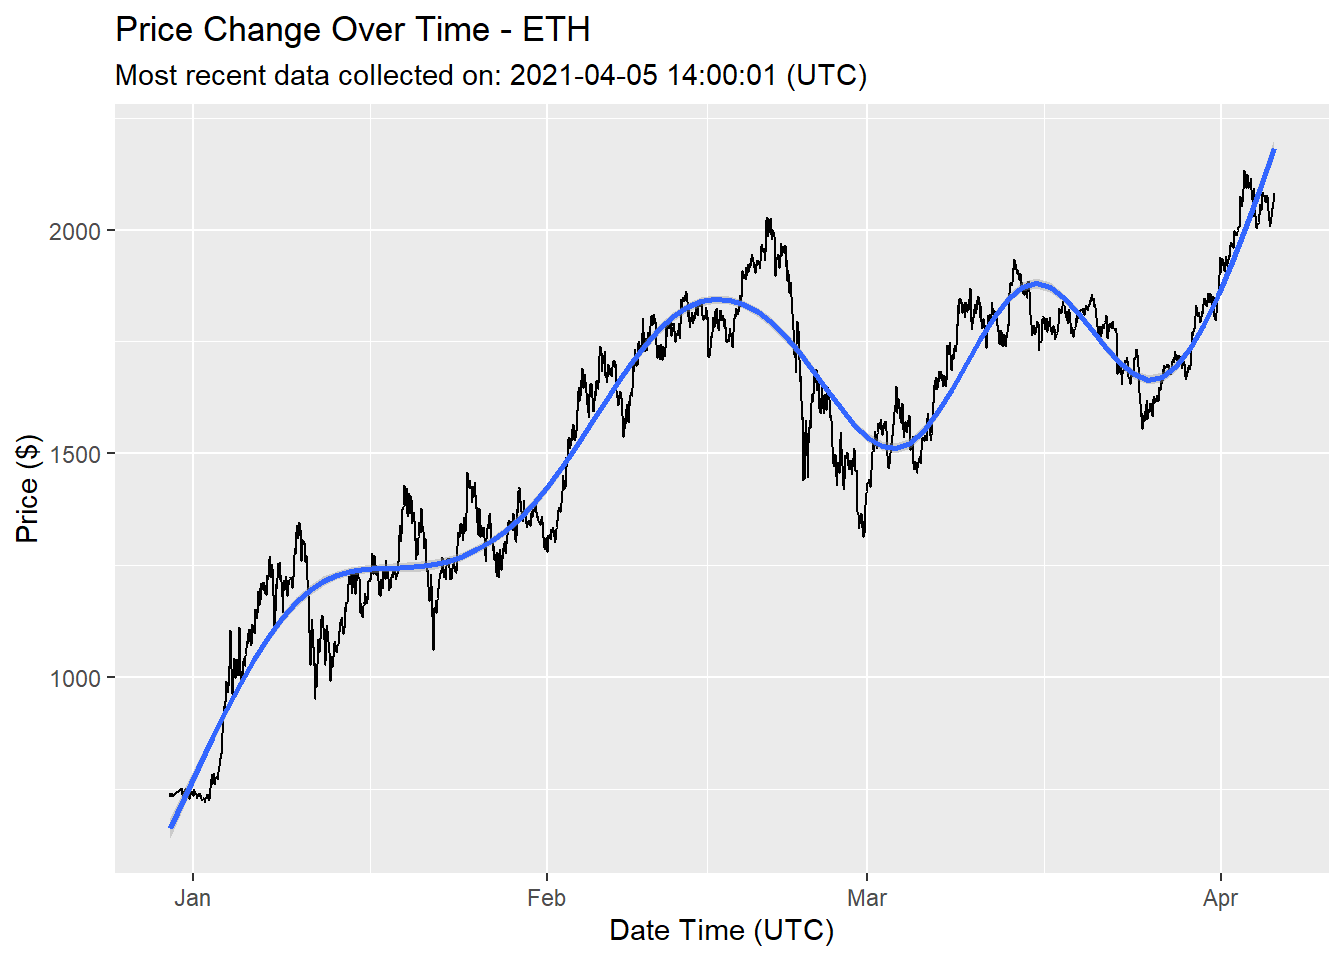 Price Change Over Time - ETH
Most recent data collected on: 2021-04-05 14:00:01 (UTC)
Price ($)
2000
1500
1000
Jan Feb Mar Apr
Date Time (UTC)